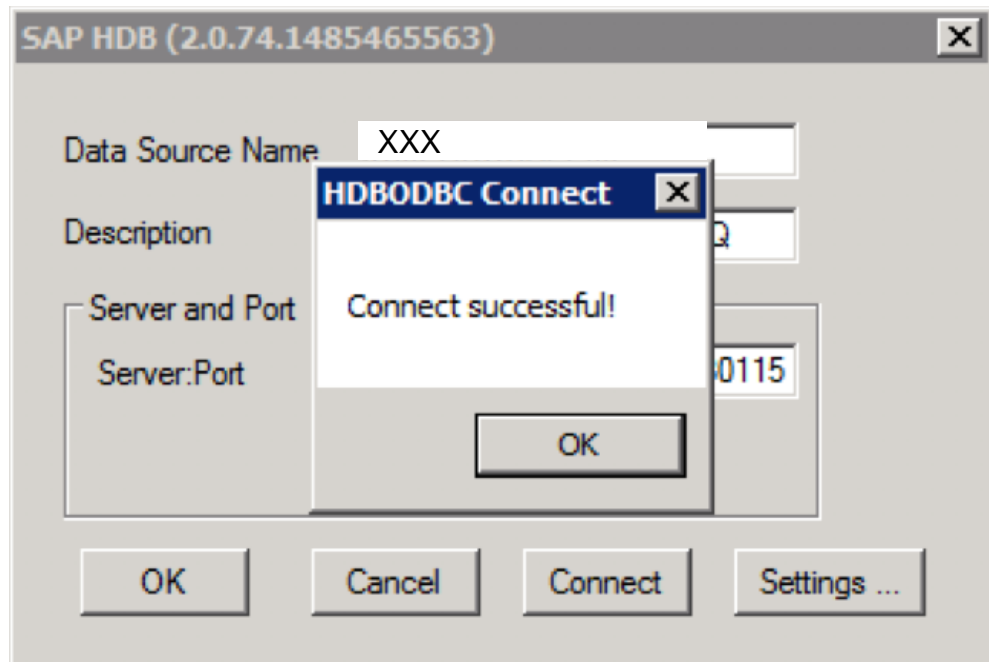 SAP HDB (2.0.74.1485465563)
Data Source Name XXX
HDBODBC Connect
Description Q
Server and Port
Connect successful!
Server:Port 0115
OK
OK Cancel Connect Settings ...